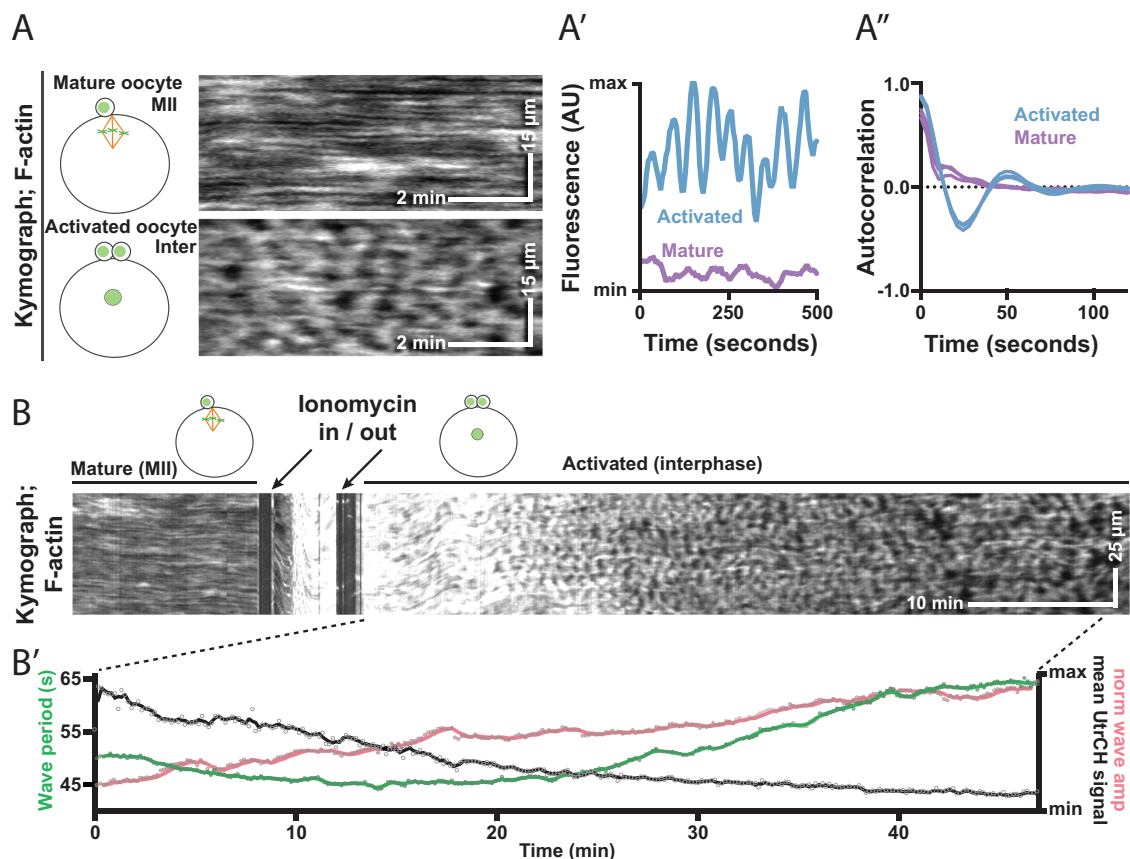 A
Kymograph; F-actin
Mature oocyte
MII
2 min
15 µm
Activated oocyte
Inter
2 min
15 µm
A'
Fluorescence (AU)
max
min
Activated
Mature
0
250
500
Time (seconds)
A"
Autocorrelation
1.0
0.0
-1.0
Activated
Mature
0
50
100
Time (seconds)
B
Ionomycin
in / out
Mature (MII)
Activated (interphase)
Kymograph;
F-actin
10 min
25 µm
B'
Wave period (s)
65
55
45
0
10
20
30
40
Time (min)
max
min
mean UtrCH signal
norm wave amp